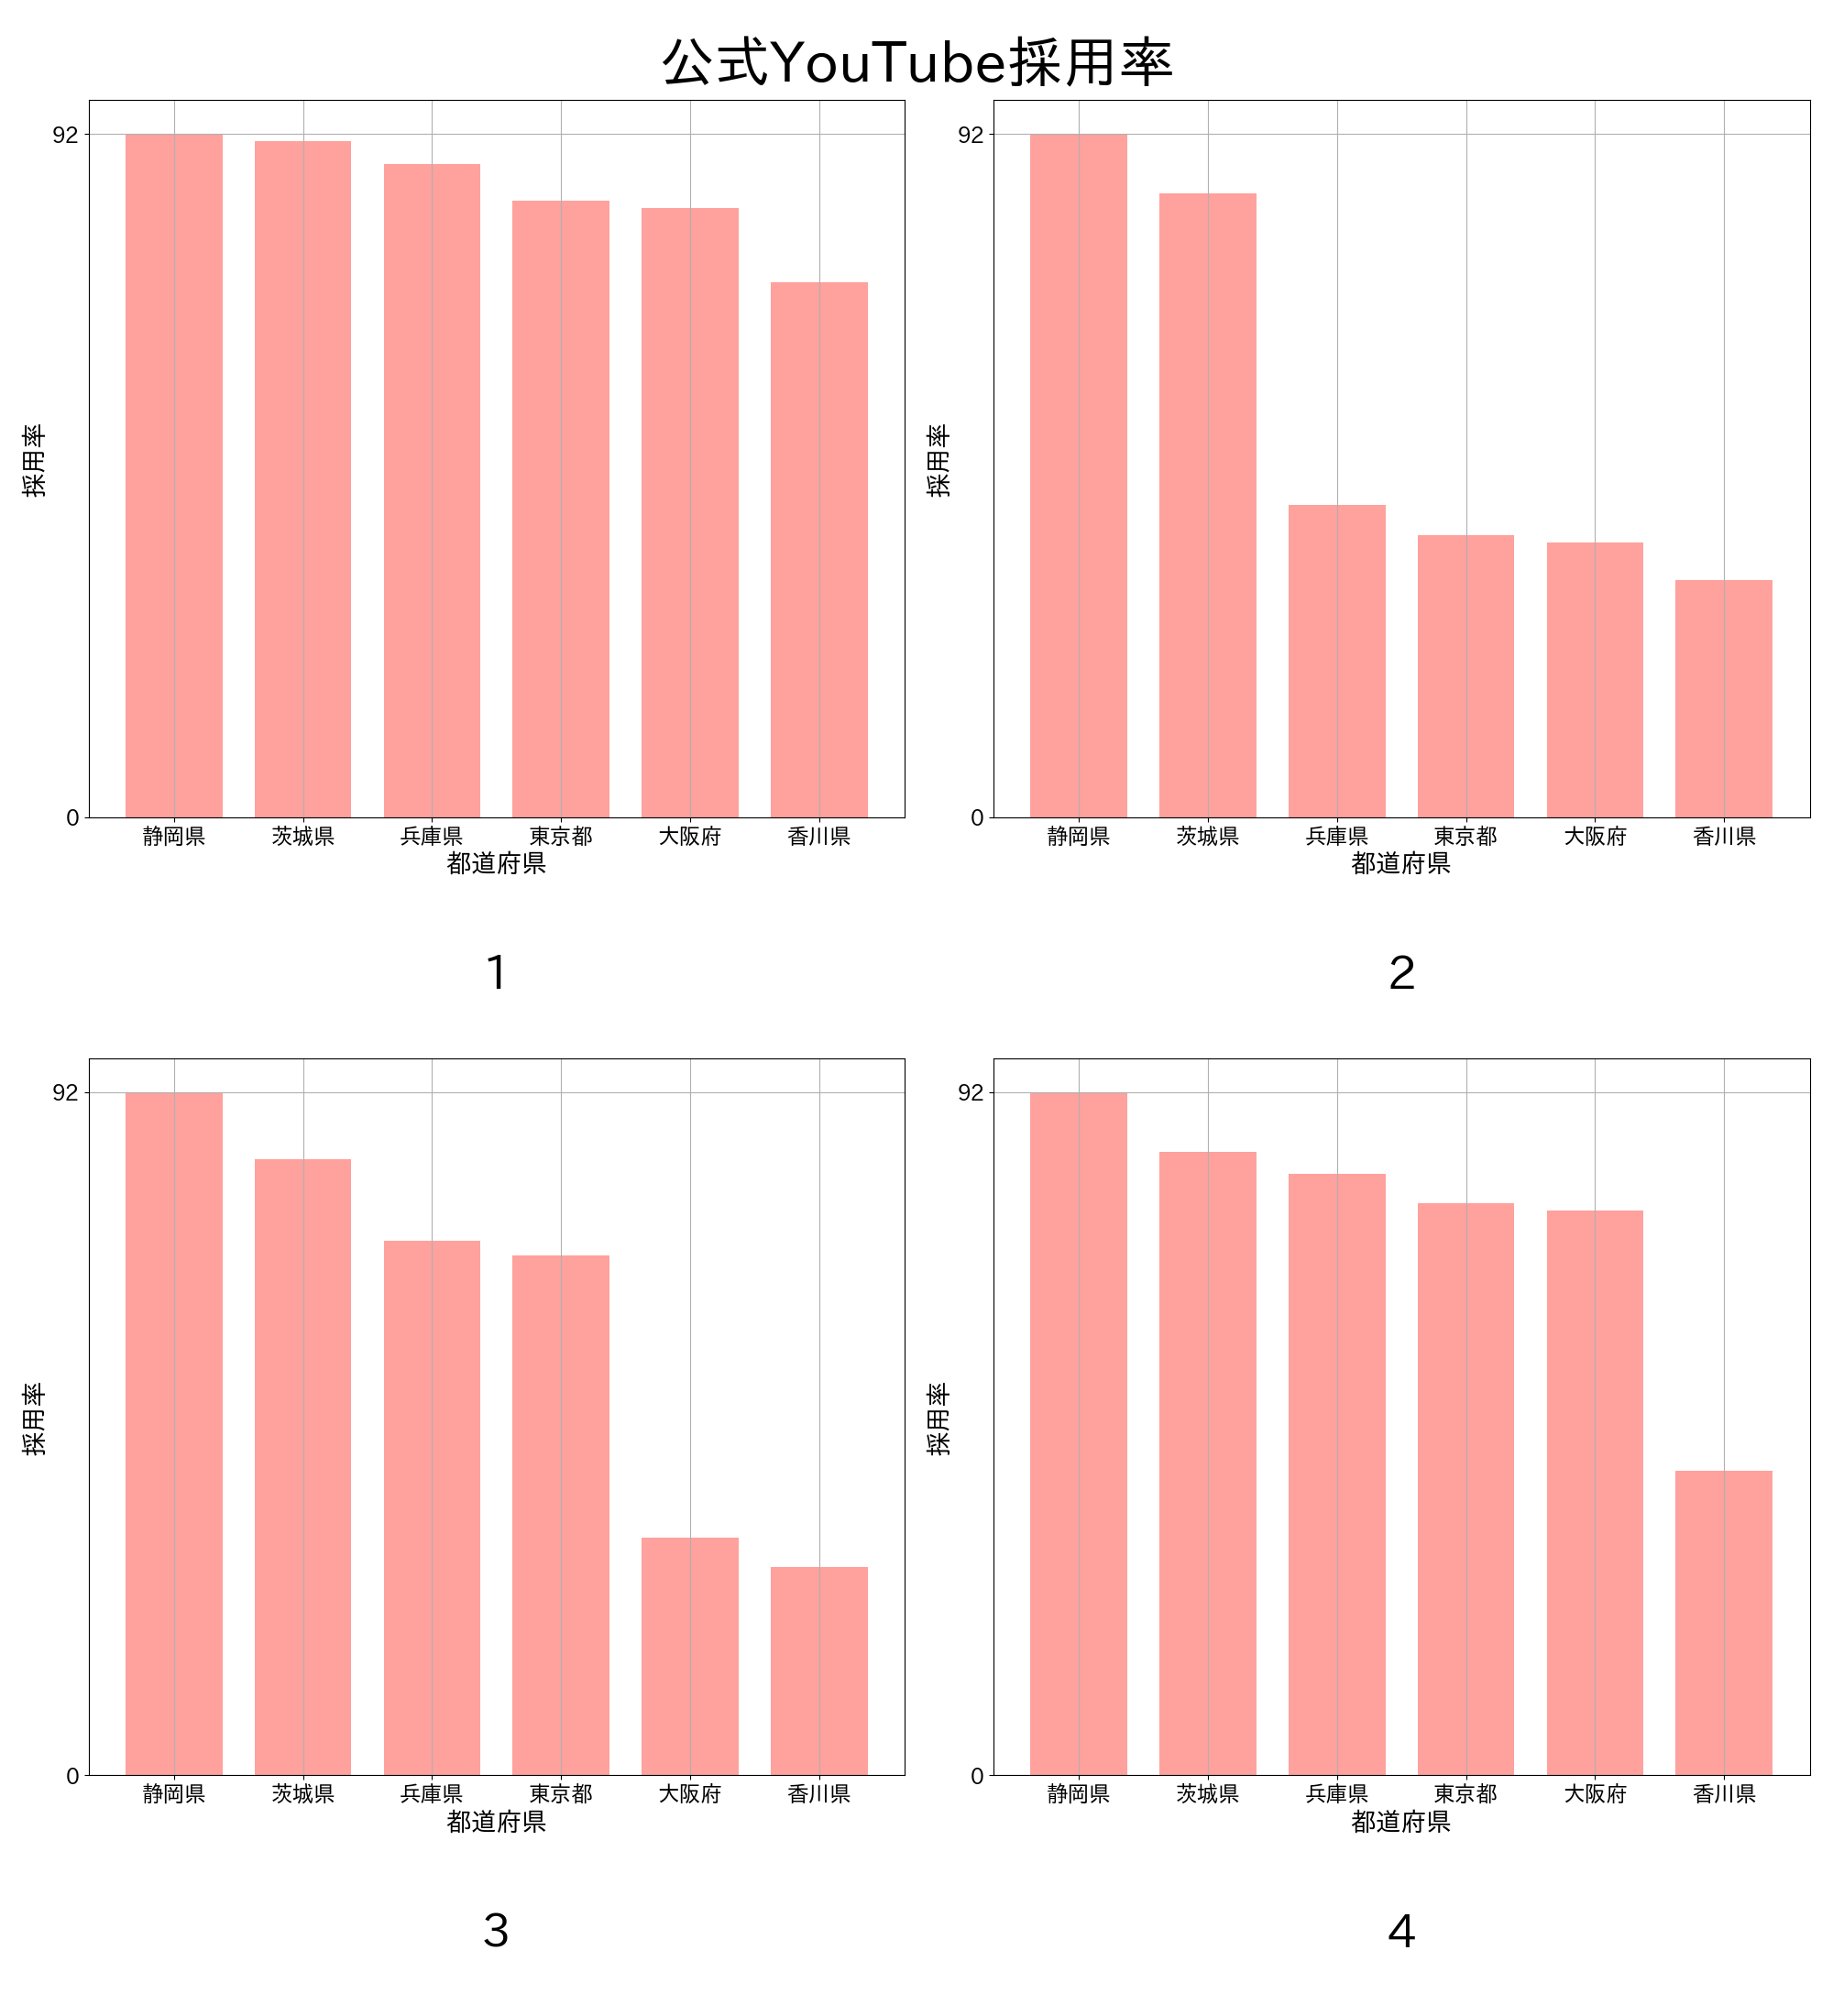 公式YouTube採用率
92
0
採用率
静岡県 茨城県 兵庫県 東京都 大阪府 香川県
都道府県
1
92
0
採用率
静岡県 茨城県 兵庫県 東京都 大阪府 香川県
都道府県
2
92
0
採用率
静岡県 茨城県 兵庫県 東京都 大阪府 香川県
都道府県
3
92
0
採用率
静岡県 茨城県 兵庫県 東京都 大阪府 香川県
都道府県
4